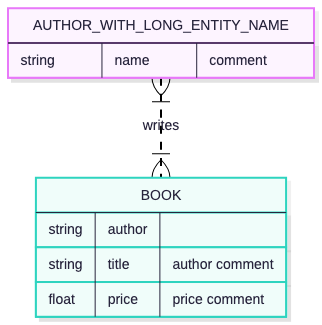 AUTHOR_WITH_LONG_ENTITY_NAME
string name comment
writes
BOOK
string author
string title author comment
float price price comment